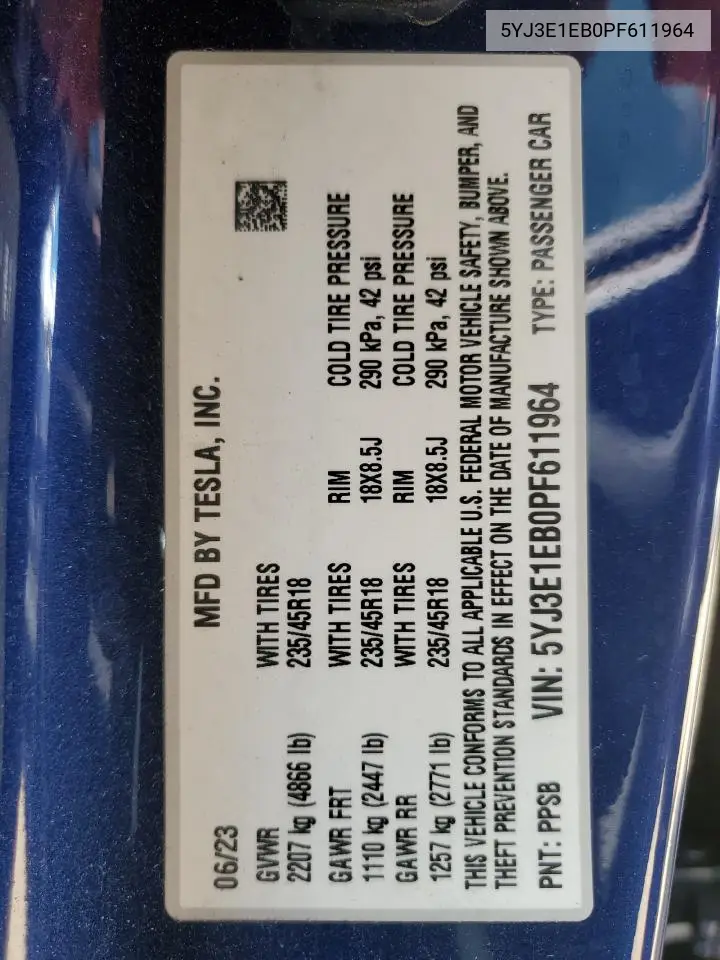 5YJ3E1EB0PF611964
06/23 MFD BY TESLA, INC.
GVWR WITH TIRES
2207 kg (4866 lb) 235/45R18
GAWR FRT WITH TIRES RIM COLD TIRE PRESSURE
1110 kg (2447 lb) 235/45R18 18X8.5J 290 kPa, 42 psi
GAWR RR WITH TIRES RIM COLD TIRE PRESSURE
1257 kg (2771 lb) 235/45R18 18X8.5J 290 kPa, 42 psi
THIS VEHICLE CONFORMS TO ALL APPLICABLE U.S. FEDERAL MOTOR VEHICLE SAFETY, BUMPER, AND
THEFT PREVENTION STANDARDS IN EFFECT ON THE DATE OF MANUFACTURE SHOWN ABOVE.
PNT: PPSB VIN: 5YJ3E1EB0PF611964 TYPE: PASSENGER CAR